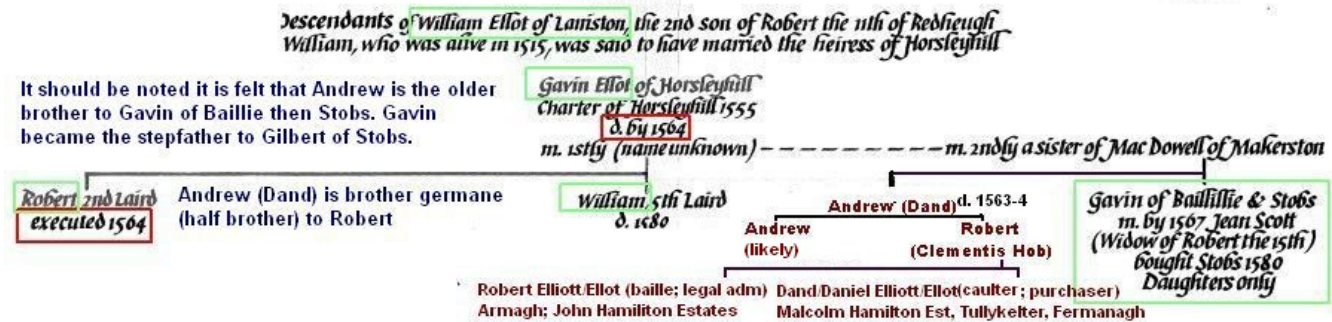 Descendants of William Ellot of Larriston, the 2nd son of Robert the 11th of Redheugh
William, who was alive in 1515, was said to have married the heiress of Horsleyhill
It should be noted it is felt that Andrew is the older
brother to Gavin of Baillie then Stobs. Gavin
became the stepfather to Gilbert of Stobs.
Gavin Ellot of Horsleyhill
Charter of Horsleyhill 1555
d. by 1564
m. 1stly (name unknown) - - - - - - - - - - m. 2ndly a sister of Mac Dowell of Makerston
Robert 2nd Laird
executed 1564
Andrew (Dand) is brother germane
(half brother) to Robert
William 5th Laird
d. 1580
Andrew (Dand) d. 1563-4
Andrew
(likely)
Robert
(Clementis Hob)
Gavin of Baillillie & Stobs
m. by 1567 Jean Scott
(Widow of Robert the 15th)
bought Stobs 1580
Daughters only
Robert Elliott/Ellot (baille; legal adm)
Armagh; John Hamiliton Estates
Dand/Daniel Elliott/Ellot(caulter; purchaser)
Malcolm Hamilton Est, Tullykelter, Fermanagh